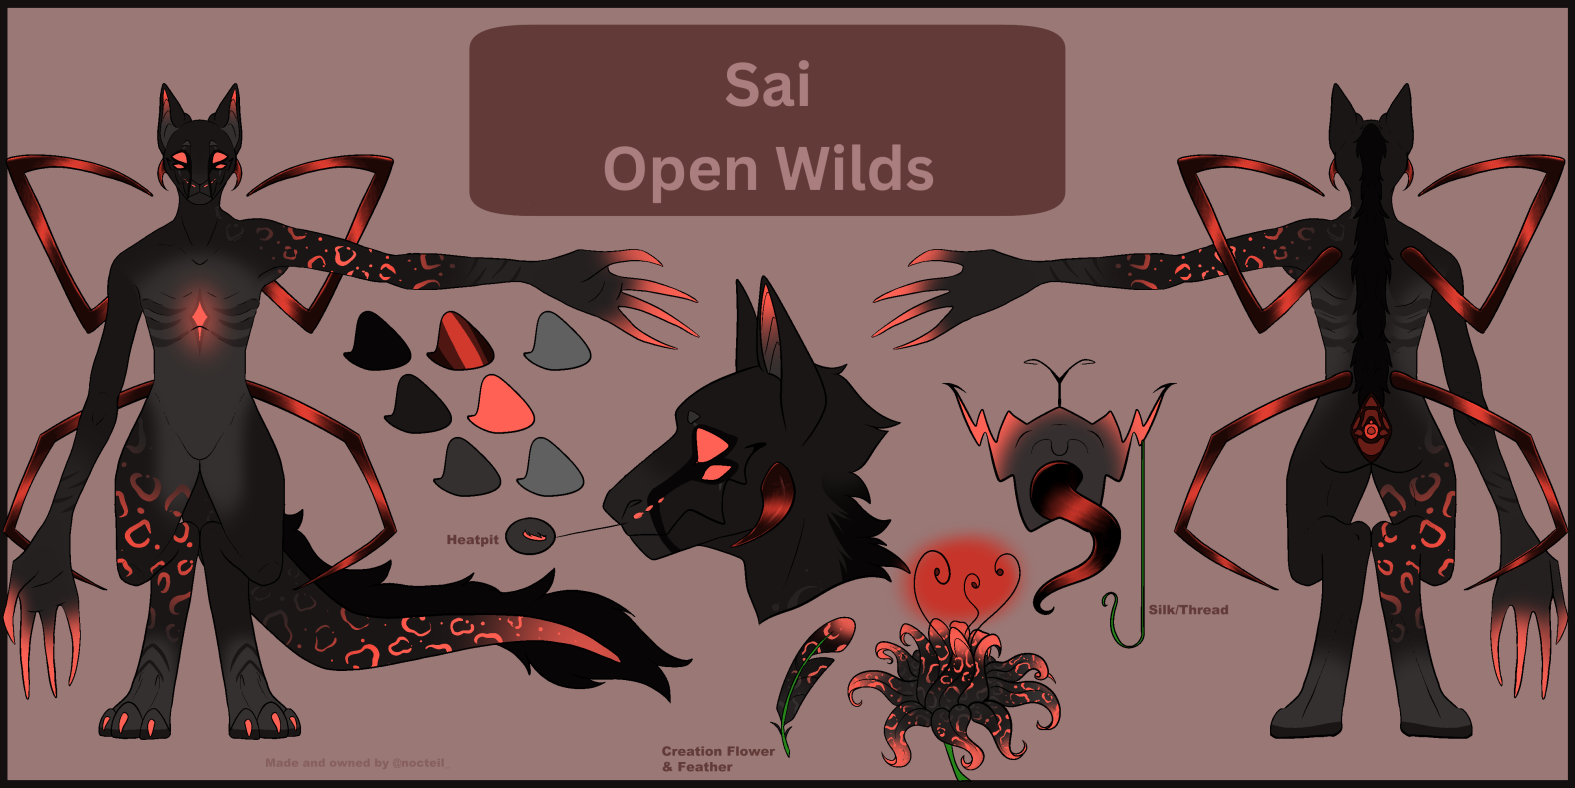 Sai
Open Wilds
Heatpit
Silk/Thread
Creation Flower
& Feather
Made and owned by @nocteil_